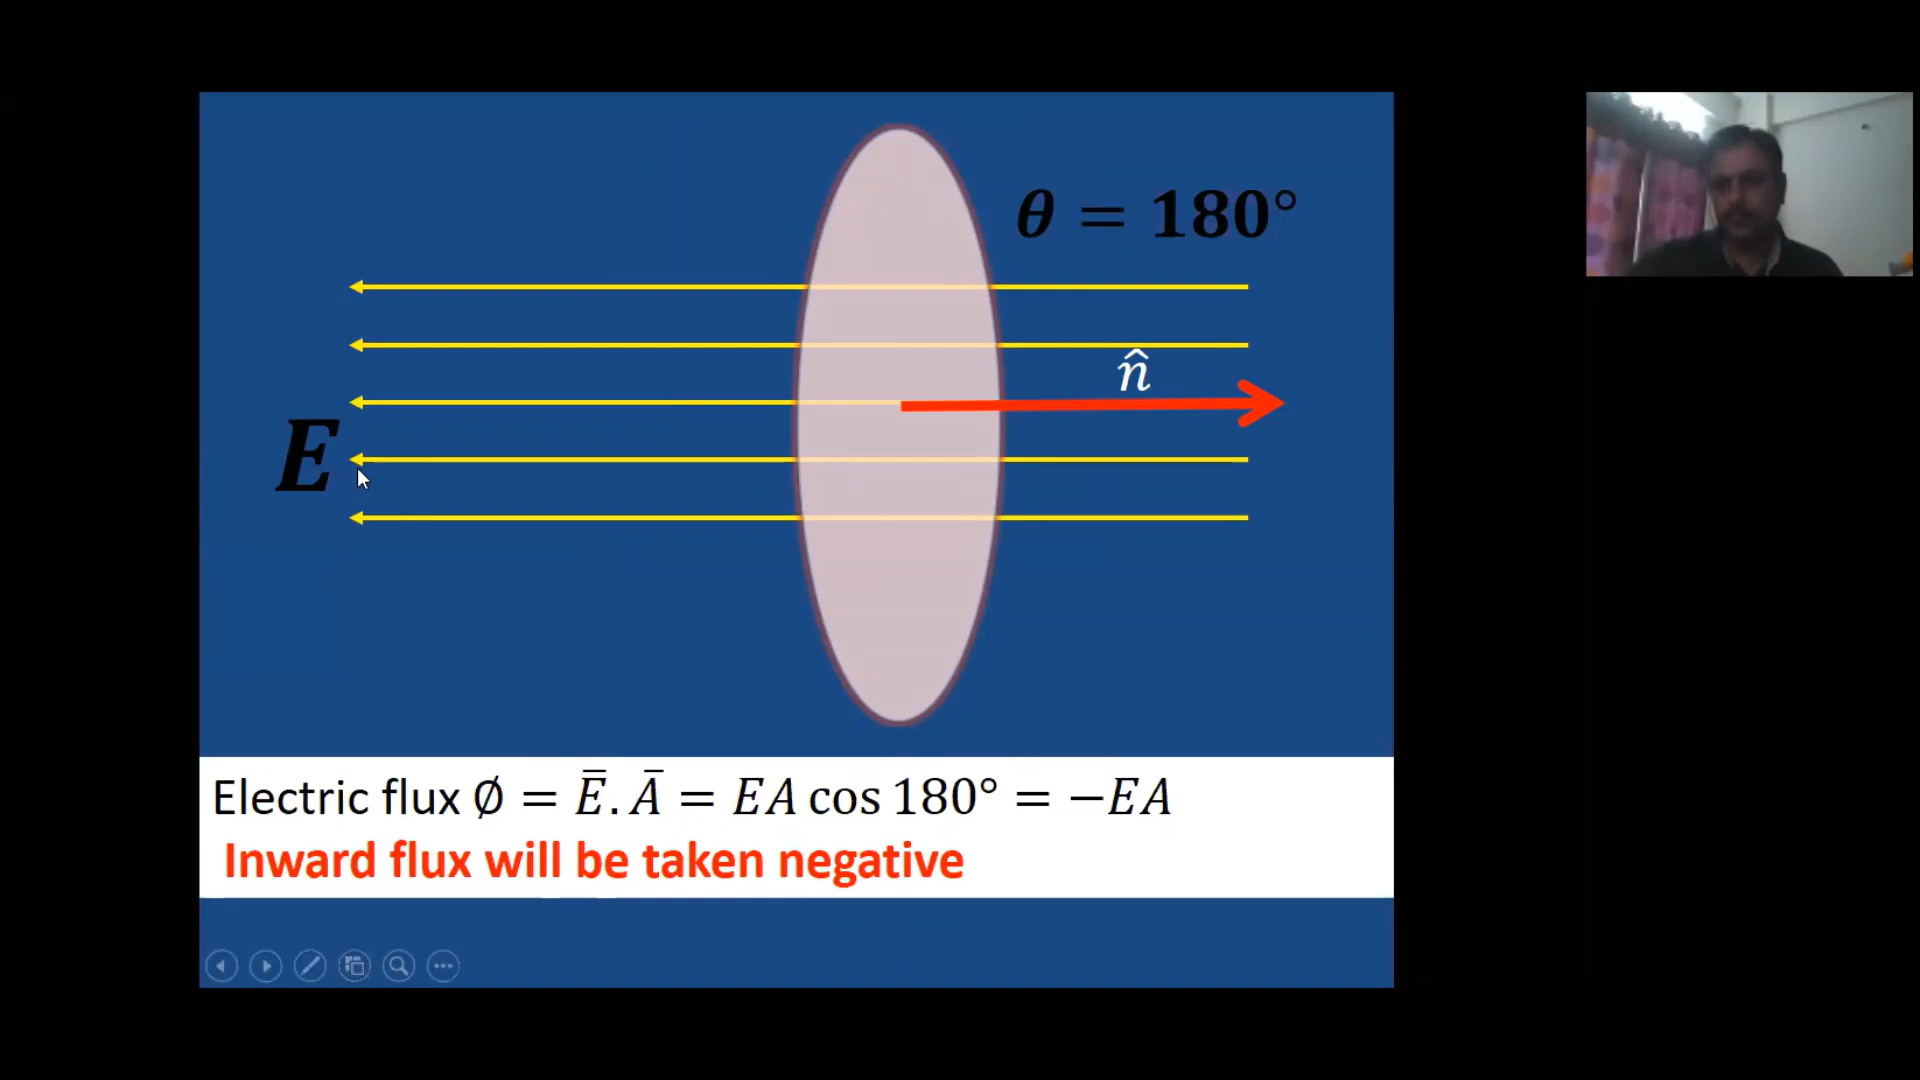 θ = 180°
n̂
E
Electric flux ∅ = E̅ . A̅ = EA cos 180° = −EA
Inward flux will be taken negative